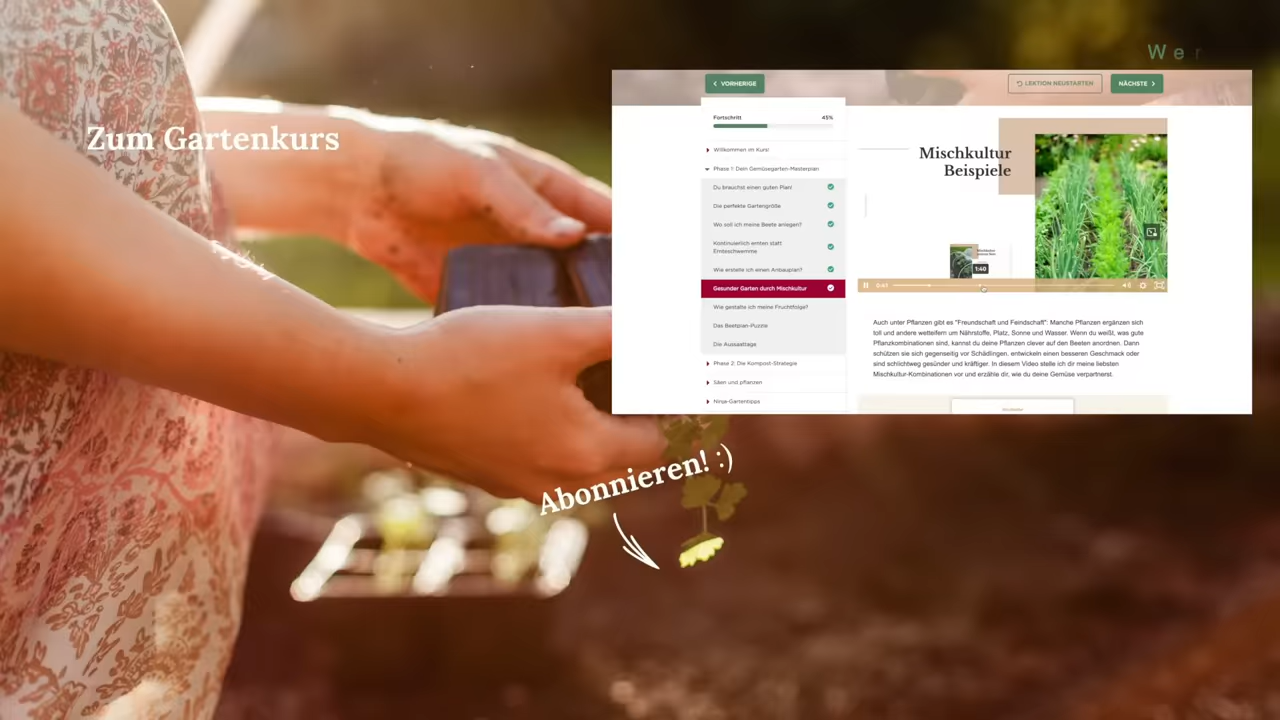 Wer
VORHERIGE
LEKTION NEUSTARTEN
NÄCHSTE
Zum Gartenkurs
Fortschritt 45%
Willkommen im Kurs!
Phase 1: Dein Gemüsegarten-Masterplan
Du brauchst einen guten Plan!
Die perfekte Gartengröße
Wo soll ich meine Beete anlegen?
Kontinuierlich ernten statt
Ernteschwemme
Wie erstelle ich einen Anbauplan?
Gesunder Garten durch Mischkultur
Wie gestalte ich meine Fruchtfolge?
Das Beetplan-Puzzle
Die Aussaattage
Phase 2: Die Kompost-Strategie
Säen und pflanzen
Ninja-Gartentipps
Mischkultur
Beispiele
1:40
0:47
Auch unter Pflanzen gibt es "Freundschaft und Feindschaft": Manche Pflanzen ergänzen sich
toll und andere wetteifern um Nährstoffe, Platz, Sonne und Wasser. Wenn du weißt, was gute
Pflanzkombinationen sind, kannst du deine Pflanzen clever auf den Beeten anordnen. Dann
schützen sie sich gegenseitig vor Schädlingen, entwickeln einen besseren Geschmack oder
sind schlichtweg gesünder und kräftiger. In diesem Video stelle ich dir meine liebsten
Mischkultur-Kombinationen vor und erzähle dir, wie du deine Gemüse verpartnerst.
Abonnieren! :)